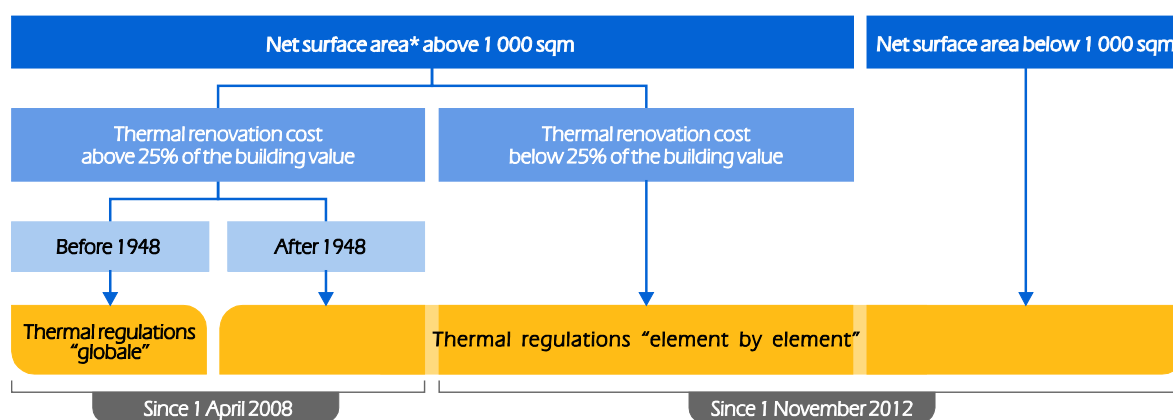 Net surface area* above 1 000 sqm
Net surface area below 1 000 sqm
Thermal renovation cost
above 25% of the building value
Thermal renovation cost
below 25% of the building value
Before 1948
After 1948
Thermal regulations
“globale”
Thermal regulations “element by element”
Since 1 April 2008
Since 1 November 2012